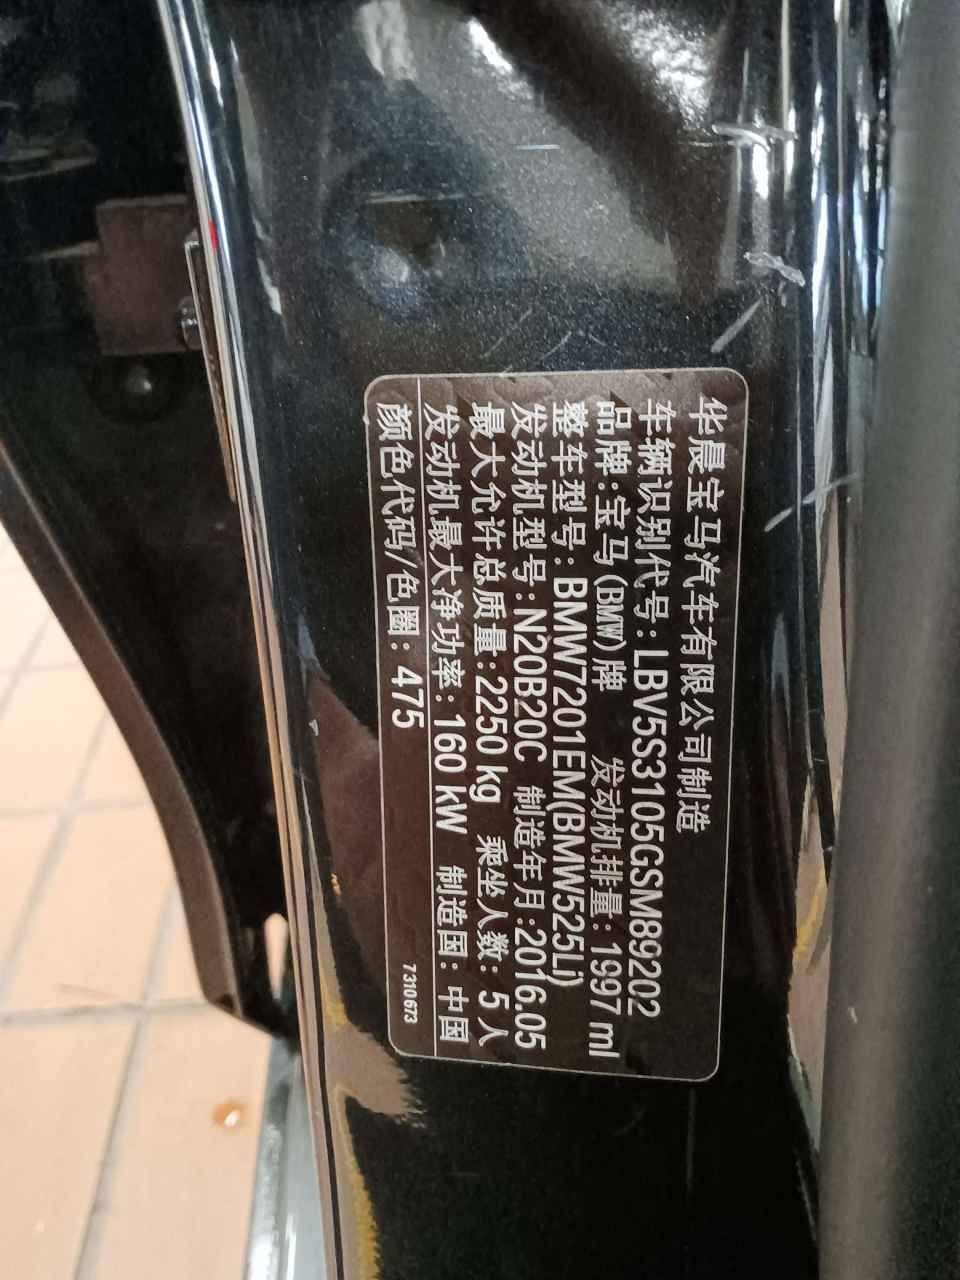 华晨宝马汽车有限公司制造
车辆识别代号:LBV5S3105GSM89202
品牌:宝马(BMW)牌 发动机排量:1997 ml
整车型号:BMW7201EM(BMW525Li)
发动机型号:N20B20C 制造年月:2016.05
最大允许总质量:2250 kg 乘坐人数:5人
发动机最大净功率:160 kW 制造国:中国
颜色代码/色圈:475
7 310 673